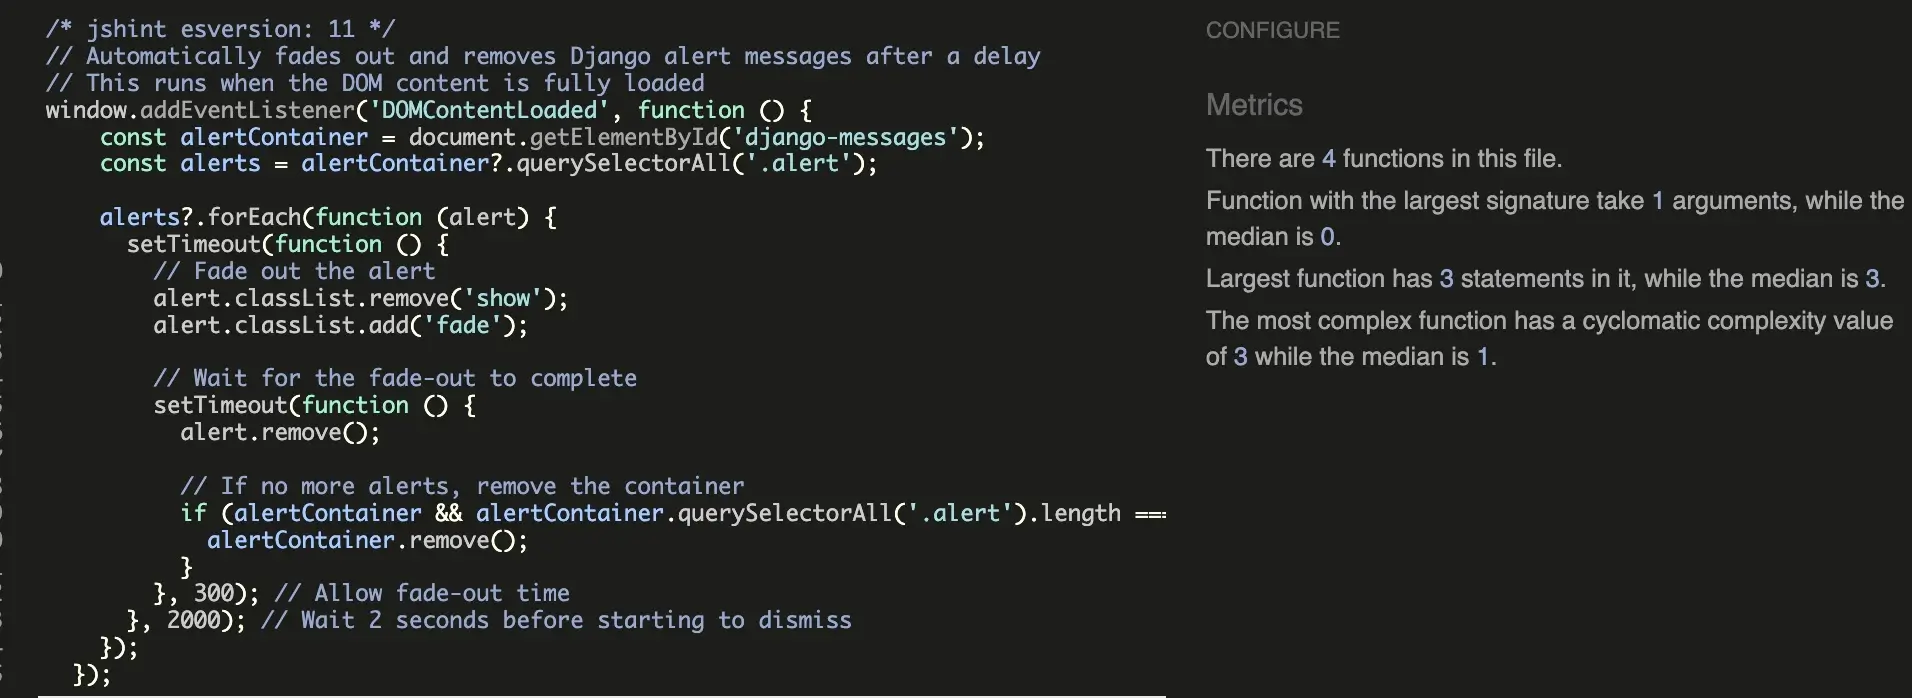 /* jshint esversion: 11 */
// Automatically fades out and removes Django alert messages after a delay
// This runs when the DOM content is fully loaded
window.addEventListener('DOMContentLoaded', function () {
    const alertContainer = document.getElementById('django-messages');
    const alerts = alertContainer?.querySelectorAll('.alert');

    alerts?.forEach(function (alert) {
      setTimeout(function () {
        // Fade out the alert
        alert.classList.remove('show');
        alert.classList.add('fade');

        // Wait for the fade-out to complete
        setTimeout(function () {
          alert.remove();

          // If no more alerts, remove the container
          if (alertContainer && alertContainer.querySelectorAll('.alert').length ===
            alertContainer.remove();
          }
        }, 300); // Allow fade-out time
      }, 2000); // Wait 2 seconds before starting to dismiss
    });
  });
CONFIGURE
Metrics
There are 4 functions in this file.
Function with the largest signature take 1 arguments, while the
median is 0.
Largest function has 3 statements in it, while the median is 3.
The most complex function has a cyclomatic complexity value
of 3 while the median is 1.